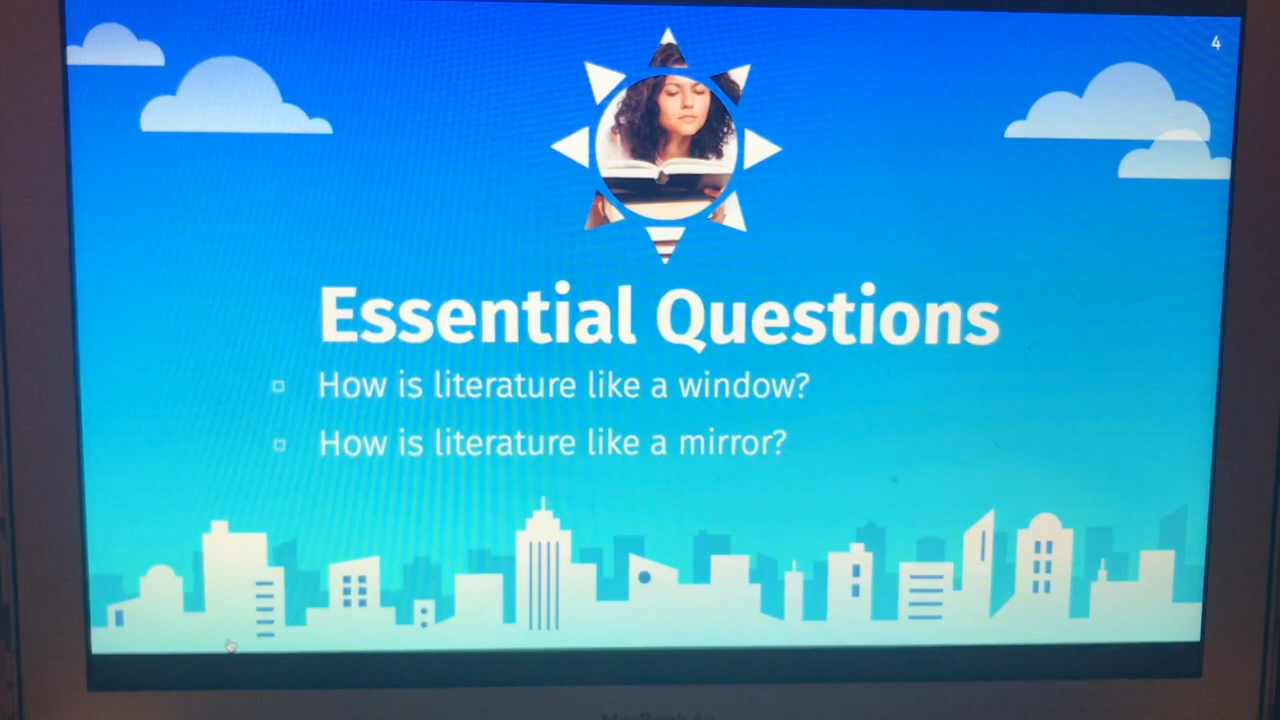 4
Essential Questions
How is literature like a window?
How is literature like a mirror?